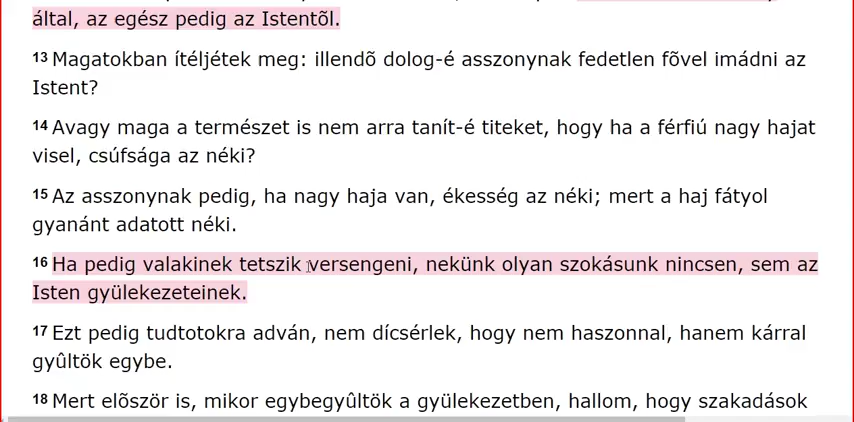 által, az egész pedig az Istentõl.
13 Magatokban ítéljétek meg: illendõ dolog-é asszonynak fedetlen fõvel imádni az
Istent?
14 Avagy maga a természet is nem arra tanít-é titeket, hogy ha a férfiú nagy hajat
visel, csúfsága az néki?
15 Az asszonynak pedig, ha nagy haja van, ékesség az néki; mert a haj fátyol
gyanánt adatott néki.
16 Ha pedig valakinek tetszik versengeni, nekünk olyan szokásunk nincsen, sem az
Isten gyülekezeteinek.
17 Ezt pedig tudtotokra adván, nem dícsérlek, hogy nem haszonnal, hanem kárral
gyûltök egybe.
18 Mert elõször is, mikor egybegyûltök a gyülekezetben, hallom, hogy szakadások